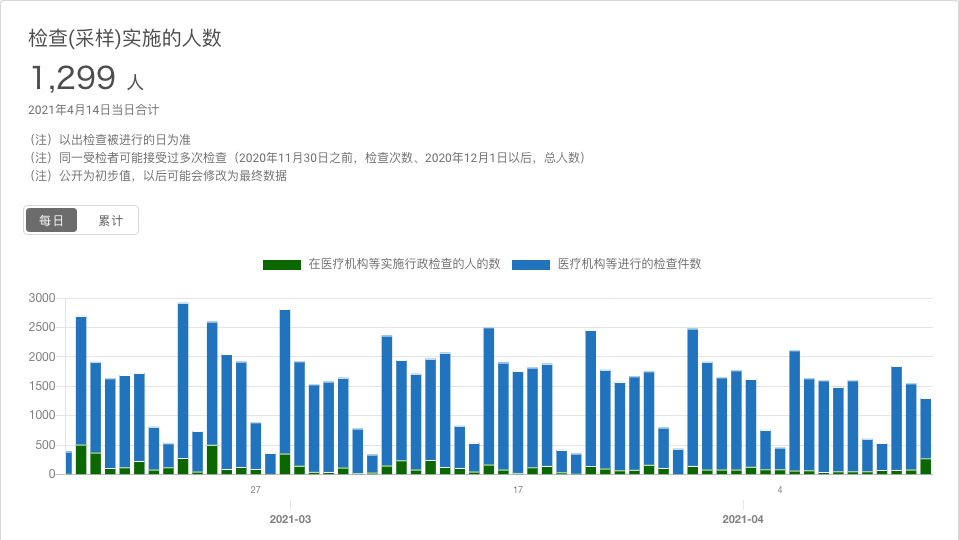 检查(采样)实施的人数
1,299 人
2021年4月14日当日合计
（注）以出检查被进行的日为准
（注）同一受检者可能接受过多次检查（2020年11月30日之前，检查次数、2020年12月1日以后，总人数）
（注）公开为初步值，以后可能会修改为最终数据
每日 累计
在医疗机构等实施行政检查的人的数 医疗机构等进行的检查件数
3000
2500
2000
1500
1000
500
0
27 17 4
2021-03 2021-04